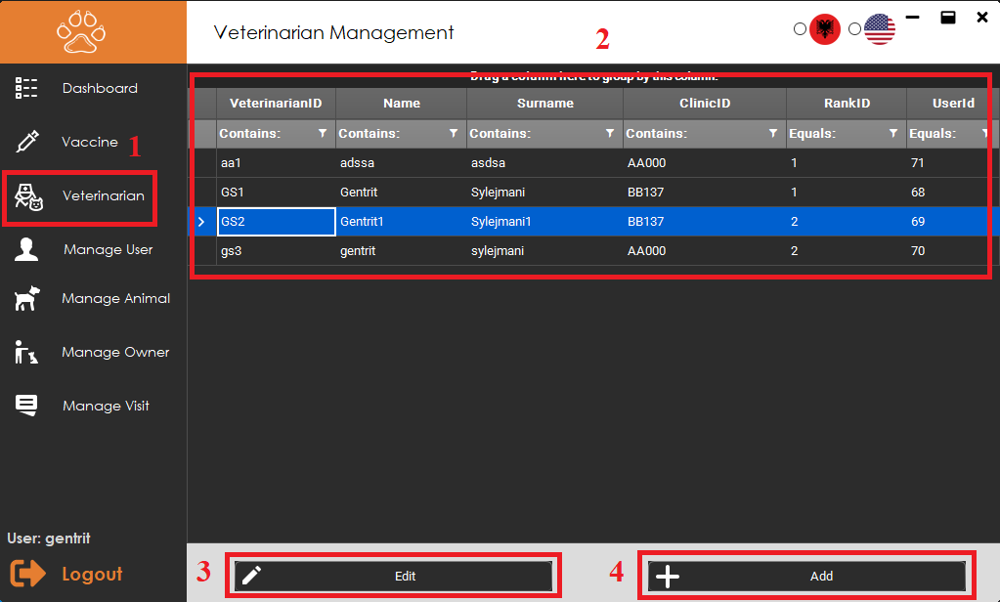 Veterinarian Management
2
Dashboard
Vaccine
1
Veterinarian
Manage User
Manage Animal
Manage Owner
Manage Visit
User: gentrit
Logout
Drag a column here to group by this column.
VeterinarianID Name Surname ClinicID RankID UserId
Contains: Contains: Contains: Contains: Equals: Equals:
aa1 adssa asdsa AA000 1 71
GS1 Gentrit Sylejmani BB137 1 68
GS2 Gentrit1 Sylejmani1 BB137 2 69
gs3 gentrit sylejmani AA000 2 70
3
Edit
4
Add